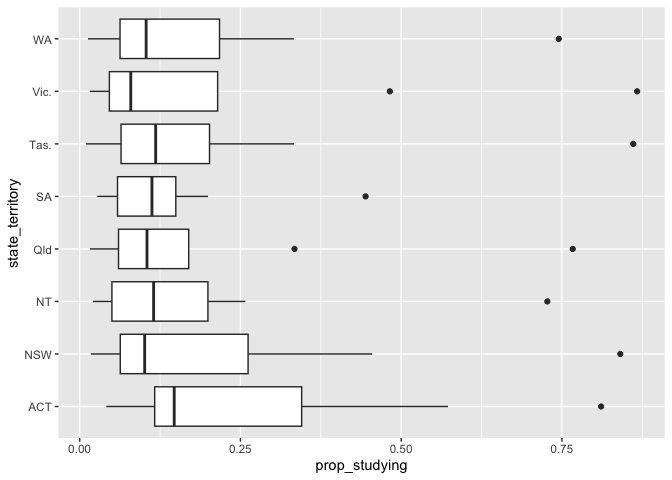 WA
Vic.
Tas.
SA
Qld
NT
NSW
ACT
state_territory
0.00 0.25 0.50 0.75
prop_studying